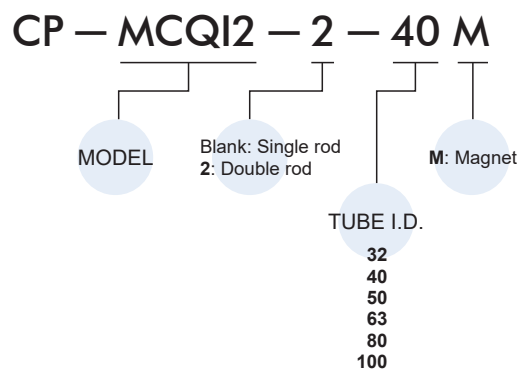 CP — MCQI2 — 2 — 40 M
MODEL
Blank: Single rod
2: Double rod
M: Magnet
TUBE I.D.
32
40
50
63
80
100